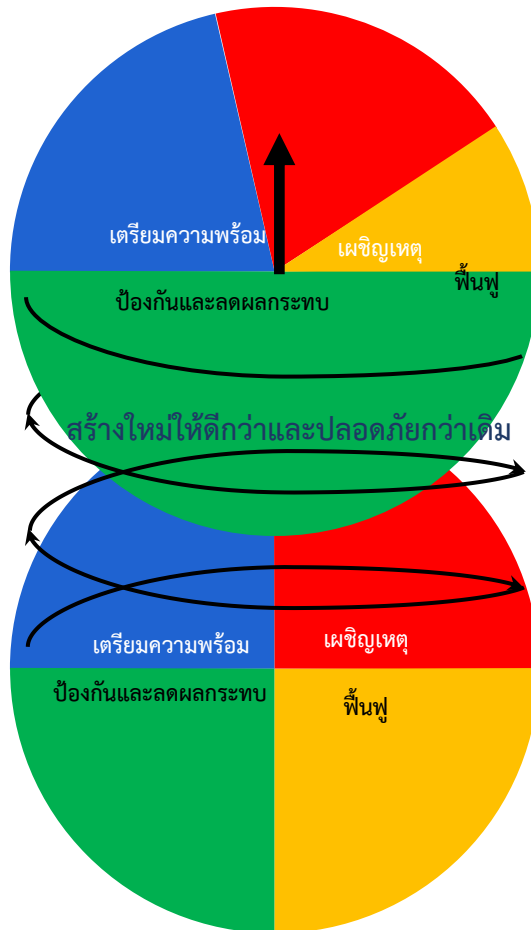 เตรียมความพร้อม
เผชิญเหตุ
ฟื้นฟู
ป้องกันและลดผลกระทบ
สร้างใหม่ให้ดีกว่าและปลอดภัยกว่าเดิม
เตรียมความพร้อม
เผชิญเหตุ
ป้องกันและลดผลกระทบ
ฟื้นฟู